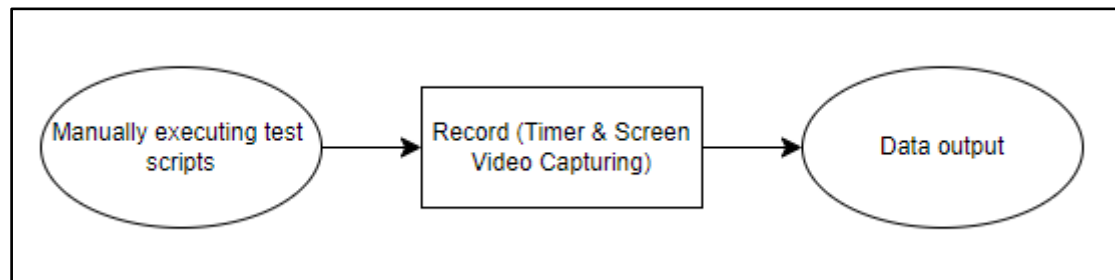 Manually executing test
scripts
Record (Timer & Screen
Video Capturing)
Data output